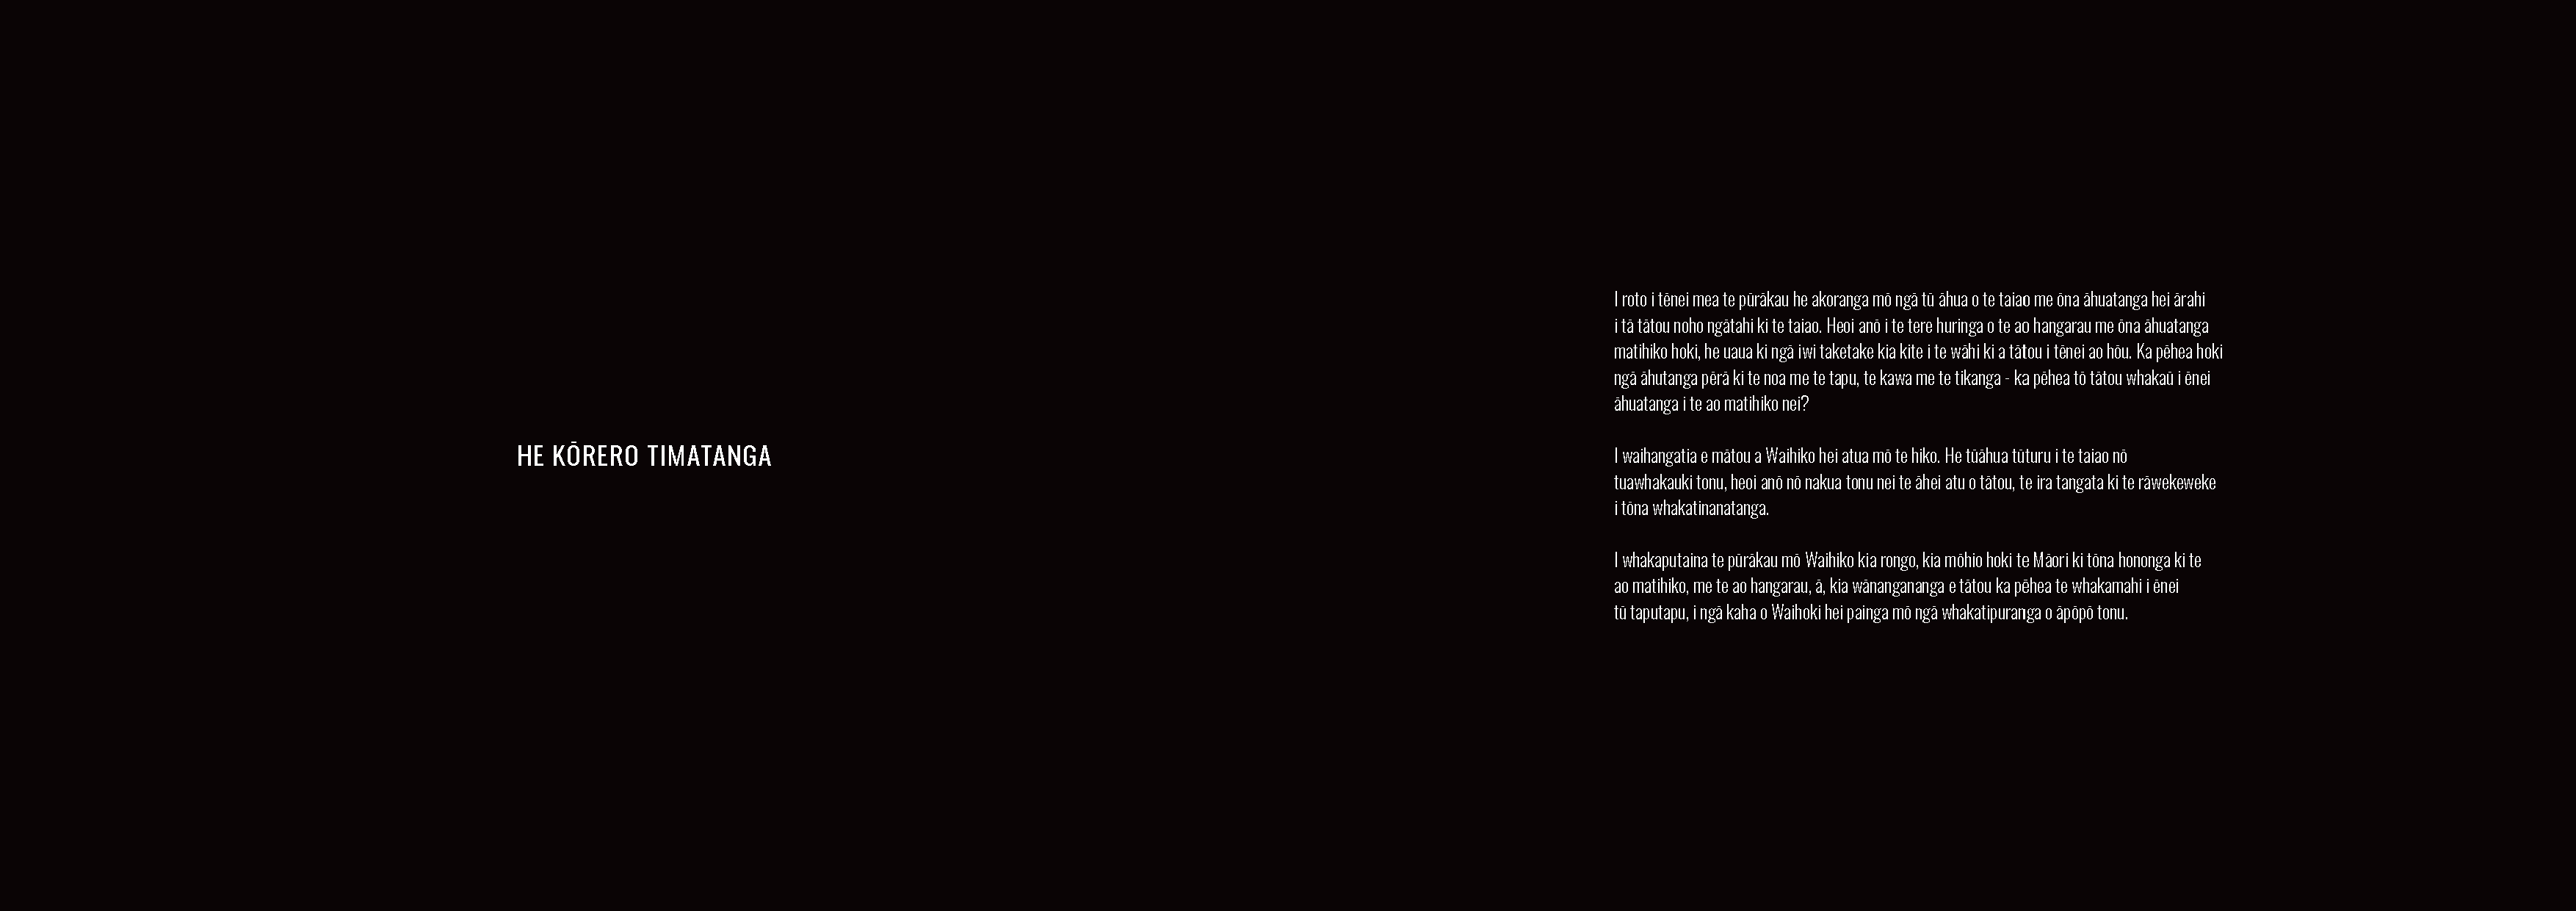 HE KŌRERO TIMATANGA
I roto i tēnei mea te pūrākau he akoranga mō ngā tū āhua o te taiao me ōna āhuatanga hei ārahi
i tā tātou noho ngātahi ki te taiao. Heoi anō i te tere huringa o te ao hangarau me ōna āhuatanga
matihiko hoki, he uaua ki ngā iwi taketake kia kite i te wāhi ki a tātou i tēnei ao hōu. Ka pēhea hoki
ngā āhutanga pērā ki te noa me te tapu, te kawa me te tikanga - ka pēhea tō tātou whakaū i ēnei
āhuatanga i te ao matihiko nei?
I waihangatia e mātou a Waihiko hei atua mō te hiko. He tūāhua tūturu i te taiao nō
tuawhakauki tonu, heoi anō nō nakua tonu nei te āhei atu o tātou, te ira tangata ki te rāwekeweke
i tōna whakatinanatanga.
I whakaputaina te pūrākau mō Waihiko kia rongo, kia mōhio hoki te Māori ki tōna hononga ki te
ao matihiko, me te ao hangarau, ā, kia wānangananga e tātou ka pēhea te whakamahi i ēnei
tū taputapu, i ngā kaha o Waihoki hei painga mō ngā whakatipuranga o āpōpō tonu.